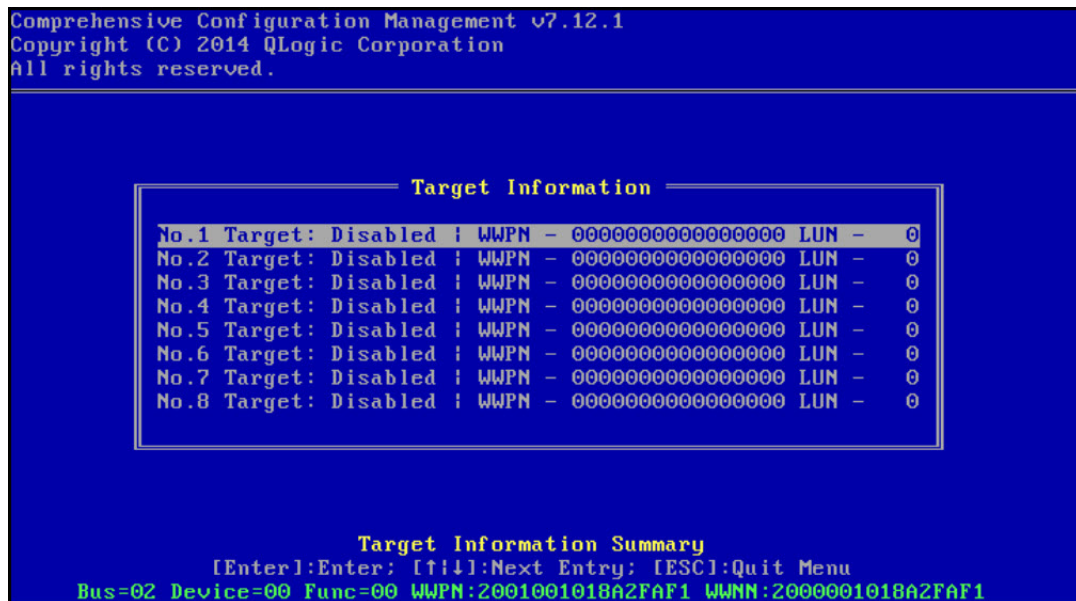 Comprehensive Configuration Management v7.12.1
Copyright (C) 2014 QLogic Corporation
All rights reserved.
Target Information
No.1 Target: Disabled ¦ WWPN - 0000000000000000 LUN - 0
No.2 Target: Disabled ¦ WWPN - 0000000000000000 LUN - 0
No.3 Target: Disabled ¦ WWPN - 0000000000000000 LUN - 0
No.4 Target: Disabled ¦ WWPN - 0000000000000000 LUN - 0
No.5 Target: Disabled ¦ WWPN - 0000000000000000 LUN - 0
No.6 Target: Disabled ¦ WWPN - 0000000000000000 LUN - 0
No.7 Target: Disabled ¦ WWPN - 0000000000000000 LUN - 0
No.8 Target: Disabled ¦ WWPN - 0000000000000000 LUN - 0
Target Information Summary
[Enter]:Enter; [↑¦↓]:Next Entry; [ESC]:Quit Menu
Bus=02 Device=00 Func=00 WWPN:2001001018A2FAF1 WWNN:2000001018A2FAF1